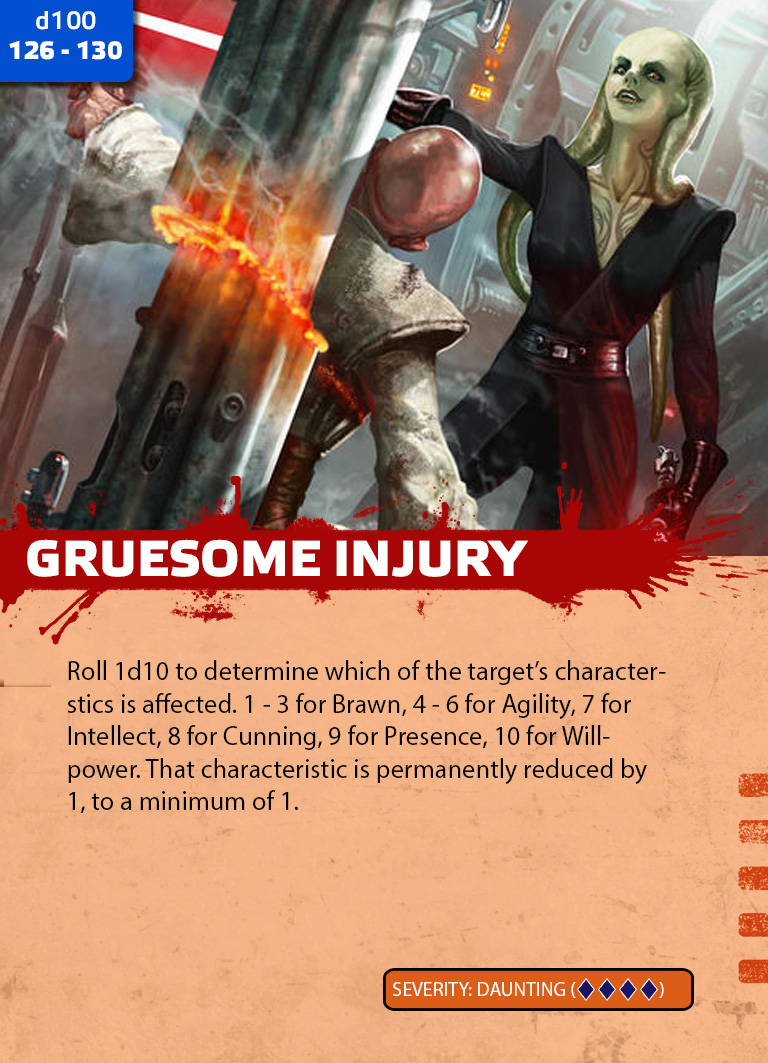 d100
126 - 130
GRUESOME INJURY
Roll 1d10 to determine which of the target’s character-
stics is affected. 1 - 3 for Brawn, 4 - 6 for Agility, 7 for
Intellect, 8 for Cunning, 9 for Presence, 10 for Will-
power. That characteristic is permanently reduced by
1, to a minimum of 1.
SEVERITY: DAUNTING (◆◆◆◆)